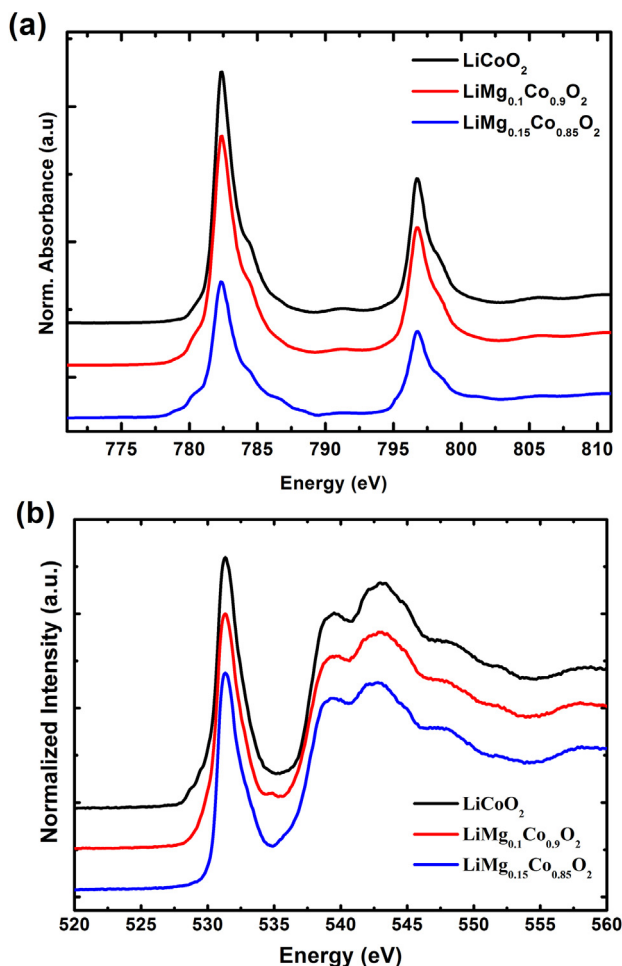 (a)
LiCoO₂
LiMg₀.₁Co₀.₉O₂
LiMg₀.₁₅Co₀.₈₅O₂
Norm. Absorbance (a.u)
775 780 785 790 795 800 805 810
Energy (eV)
(b)
Normalized Intensity (a.u.)
LiCoO₂
LiMg₀.₁Co₀.₉O₂
LiMg₀.₁₅Co₀.₈₅O₂
520 525 530 535 540 545 550 555 560
Energy (eV)